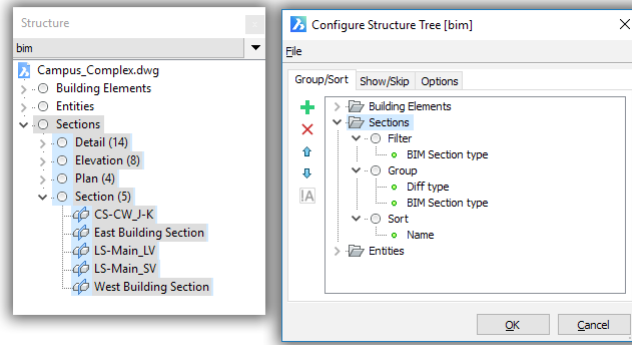 Structure
bim
Campus_Complex.dwg
Building Elements
Entities
Sections
Detail (14)
Elevation (8)
Plan (4)
Section (5)
CS-CW_J-K
East Building Section
LS-Main_LV
LS-Main_SV
West Building Section
Configure Structure Tree [bim]
File
Group/Sort Show/Skip Options
Building Elements
Sections
Filter
BIM Section type
Group
Diff type
BIM Section type
Sort
Name
Entities
OK Cancel